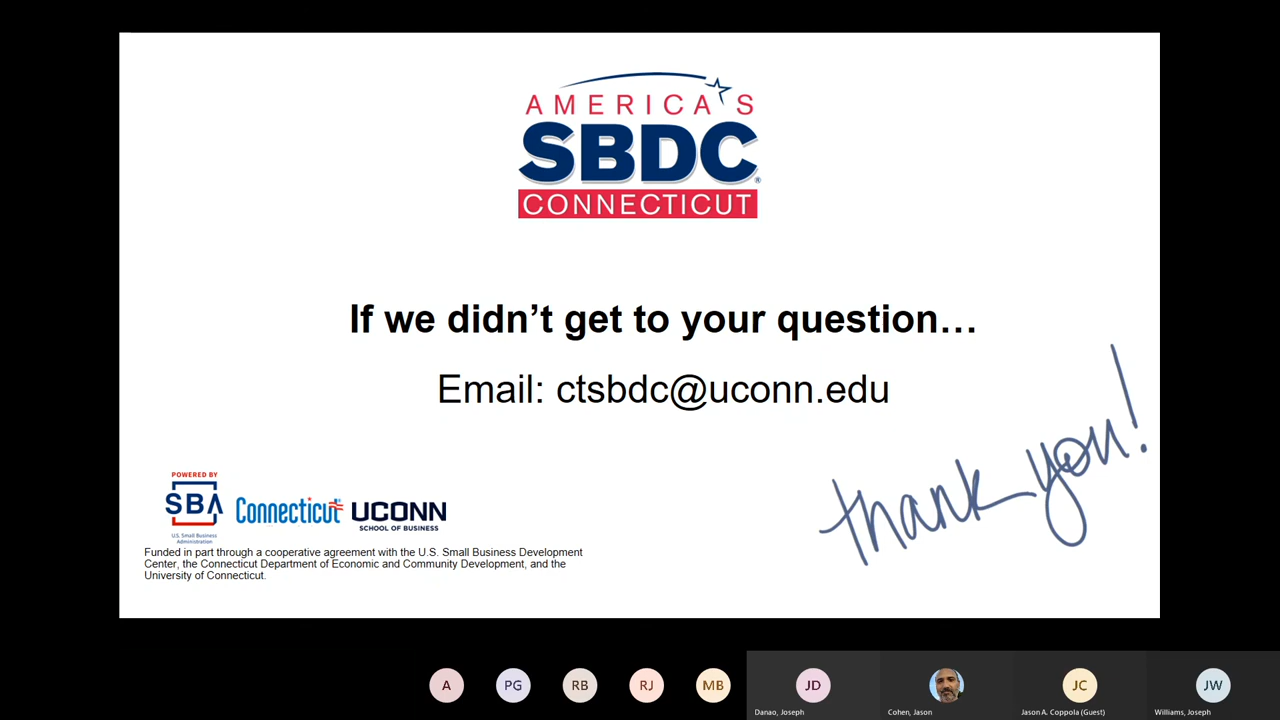 AMERICA'S
SBDC®
CONNECTICUT
If we didn't get to your question…
Email: ctsbdc@uconn.edu
thank you!
POWERED BY
SBA
U.S. Small Business
Administration
Connecticut
UCONN
SCHOOL OF BUSINESS
Funded in part through a cooperative agreement with the U.S. Small Business Development
Center, the Connecticut Department of Economic and Community Development, and the
University of Connecticut.
A
PG
RB
RJ
MB
JD
JC
JW
Danao, Joseph
Cohen, Jason
Jason A. Coppola (Guest)
Williams, Joseph